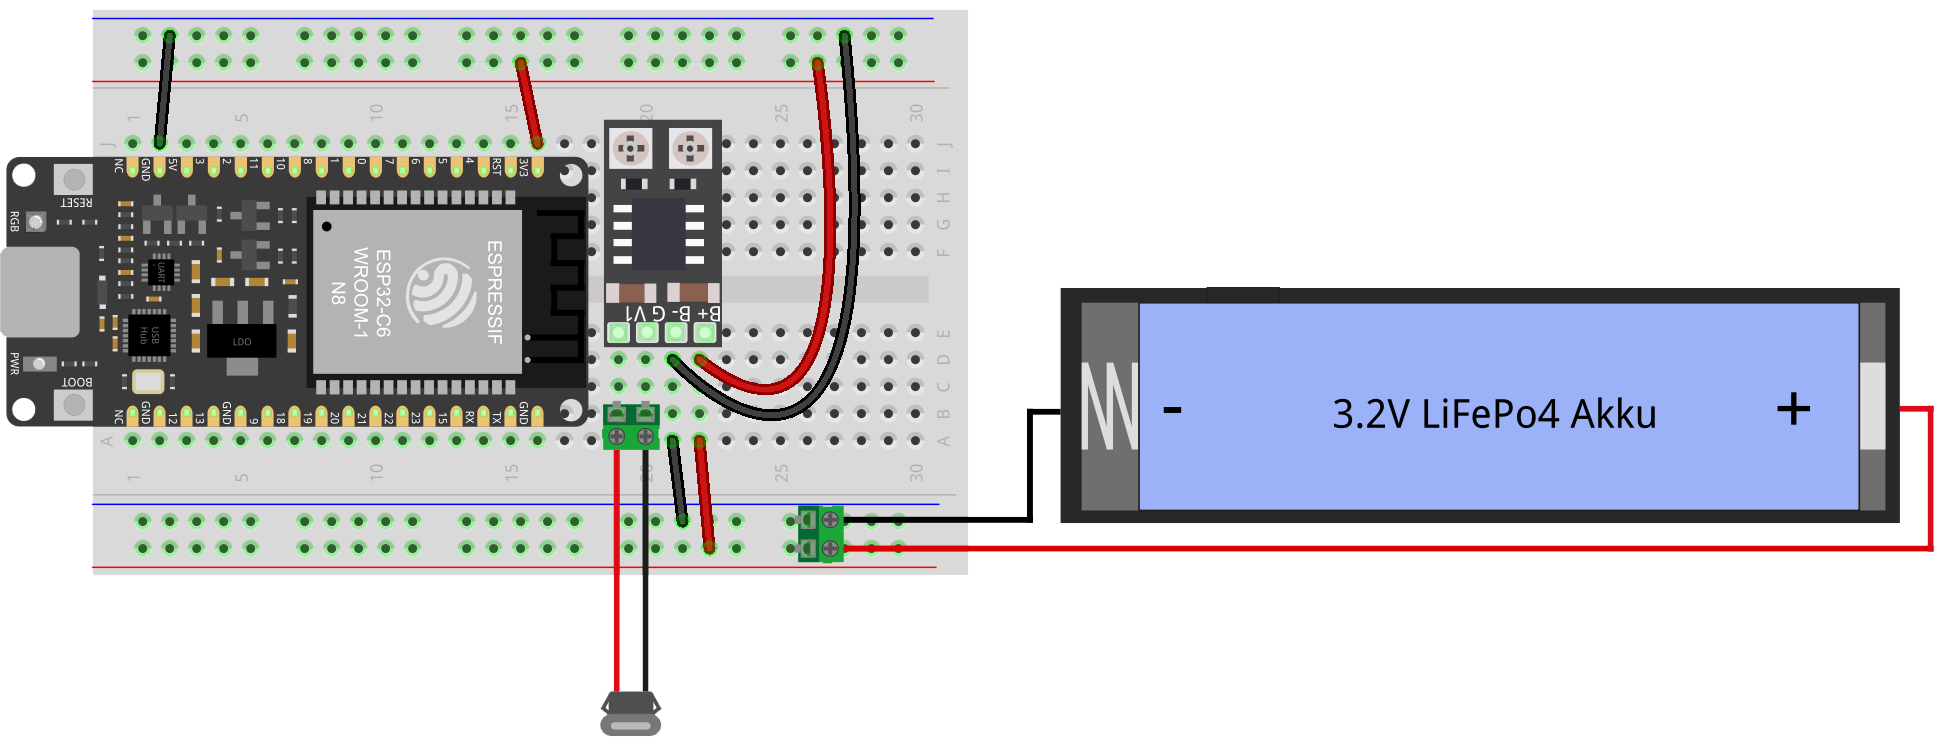 1 5 10 15 20 25 30
J J
NC GND 5V 3 2 11 10 8 1 0 7 6 5 4 RST 3V3
I
RESET
H
RGB
G
F
UART
ESPRESSIF
ESP32-C6
WROOM-1
N8
USB
Hub
LDO
V1 G B- B+
E
PWR
D
BOOT
C
NC GND 12 13 GND 9 18 19 20 21 22 23 15 RX TX GND
B
A A
1 5 10 15 20 25 30
- 3.2V LiFePo4 Akku +